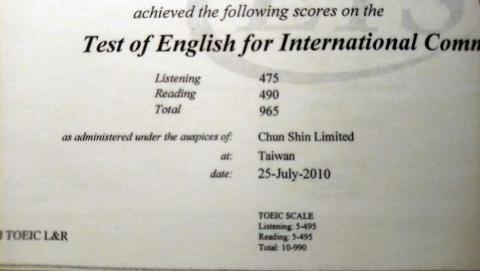 achieved the following scores on the
Test of English for International Comm
Listening 475
Reading 490
Total 965
as administered under the auspices of: Chun Shin Limited
at: Taiwan
date: 25-July-2010
TOEIC SCALE
Listening: 5-495
TOEIC L&R Reading: 5-495
Total: 10-990